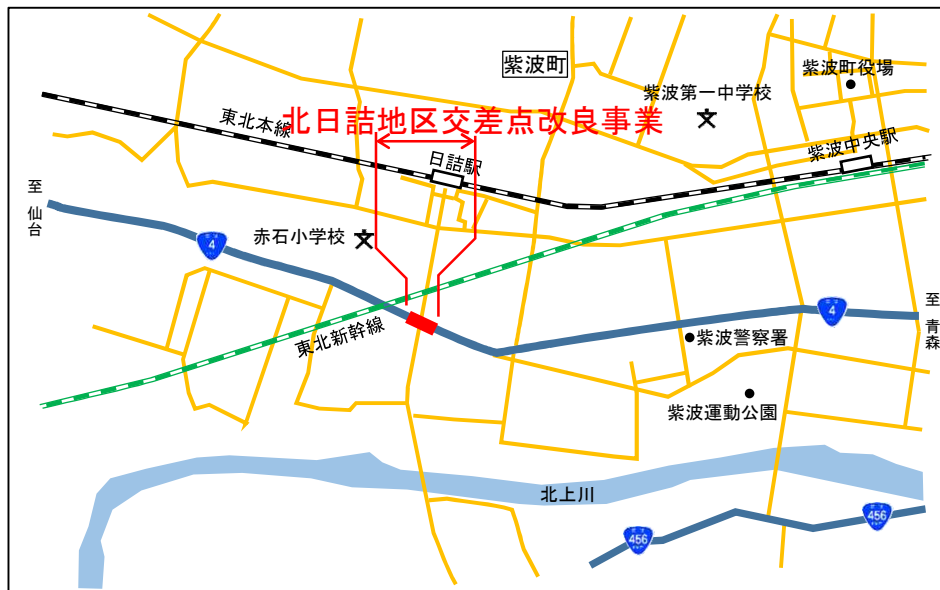 紫波町
紫波町役場
紫波第一中学校
東北本線
北日詰地区交差点改良事業
日詰駅
紫波中央駅
至 仙台
赤石小学校
4
東北新幹線
4
至 青森
紫波警察署
紫波運動公園
北上川
456
456